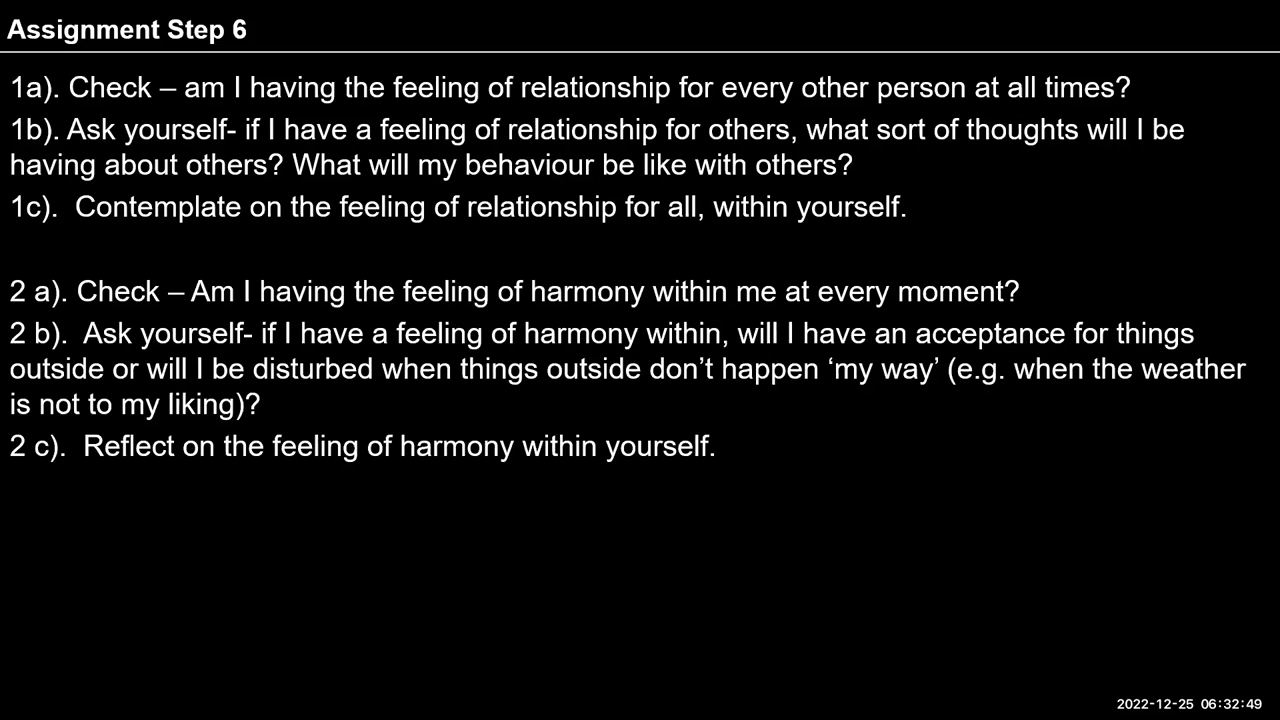 Assignment Step 6
1a). Check – am I having the feeling of relationship for every other person at all times?
1b). Ask yourself- if I have a feeling of relationship for others, what sort of thoughts will I be
having about others? What will my behaviour be like with others?
1c).  Contemplate on the feeling of relationship for all, within yourself.
2 a). Check – Am I having the feeling of harmony within me at every moment?
2 b).  Ask yourself- if I have a feeling of harmony within, will I have an acceptance for things
outside or will I be disturbed when things outside don’t happen ‘my way’ (e.g. when the weather
is not to my liking)?
2 c).  Reflect on the feeling of harmony within yourself.
2022-12-25 06:32:49